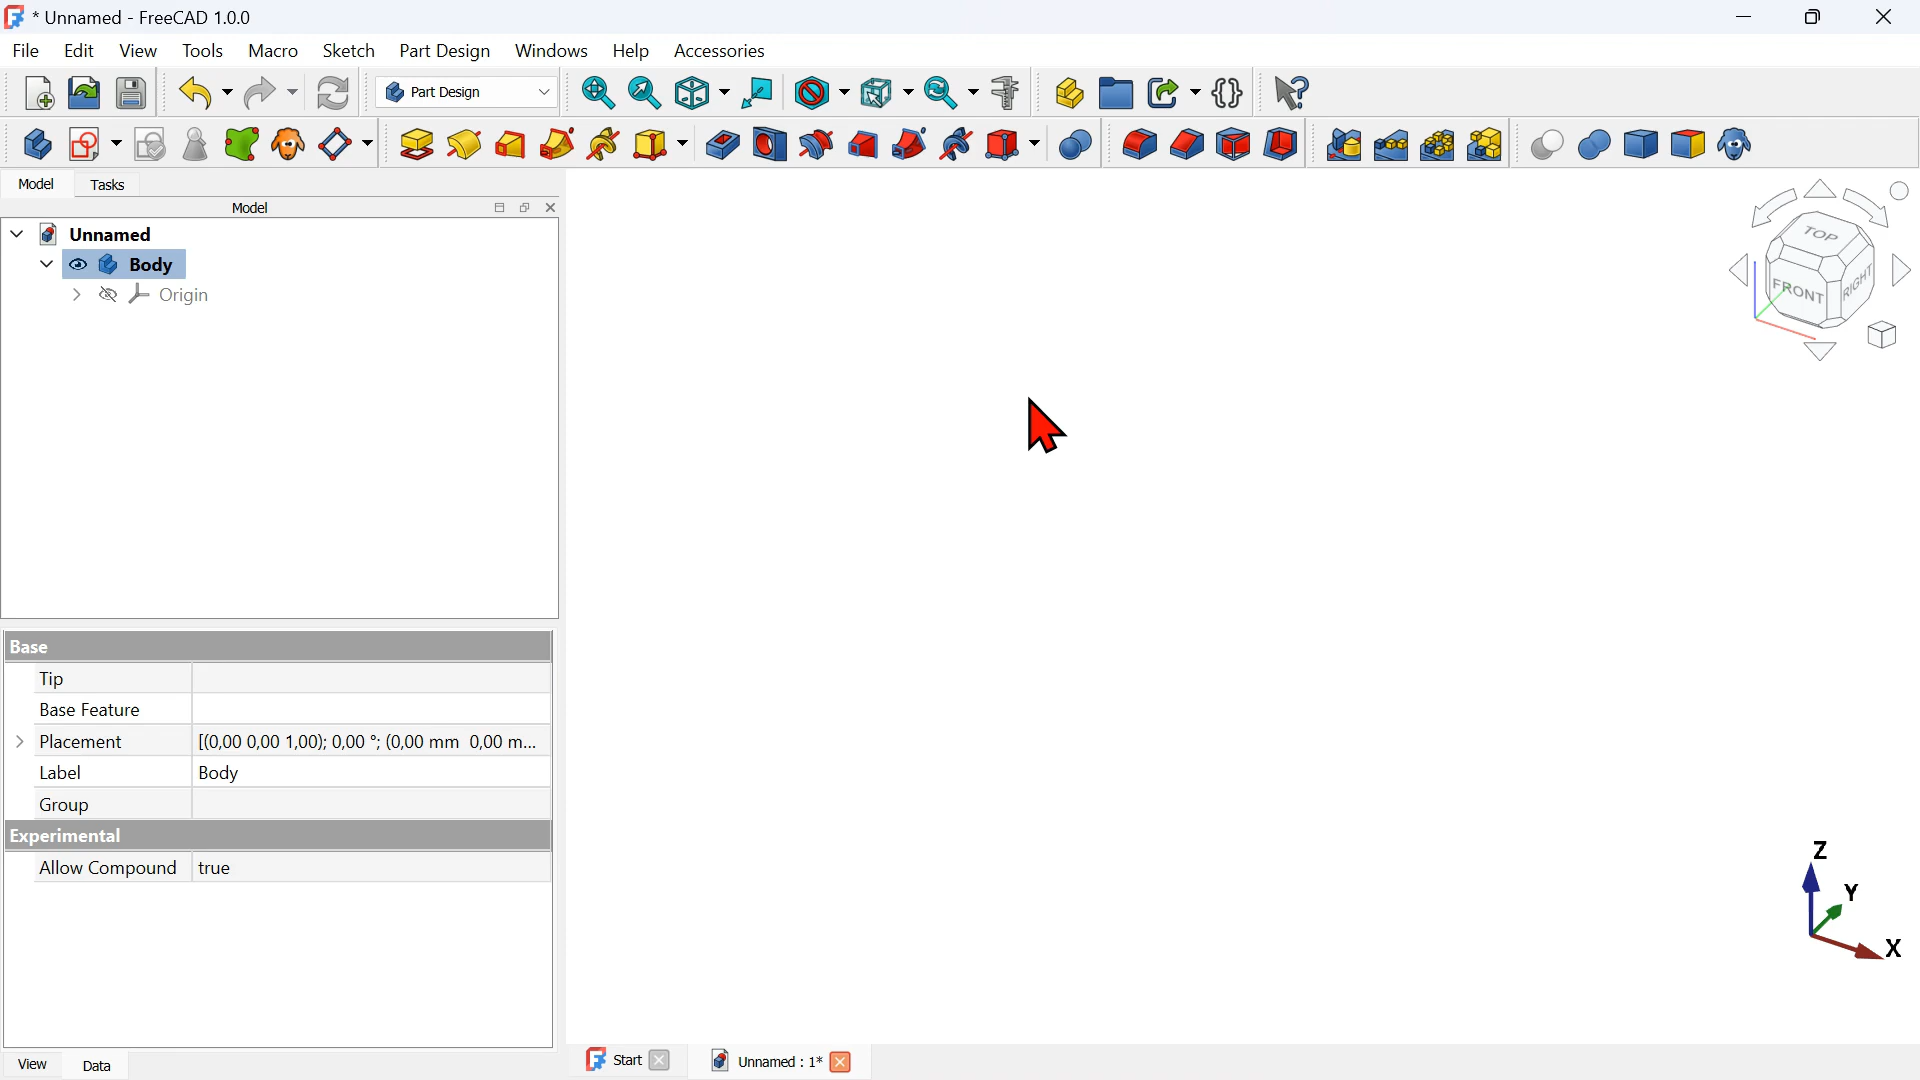 * Unnamed - FreeCAD 1.0.0
File Edit View Tools Macro Sketch Part Design Windows Help Accessories
Part Design
Model Tasks
Model
Unnamed
Body
Origin
TOP
FRONT
RIGHT
Base
Tip
Base Feature
Placement [(0,00 0,00 1,00); 0,00 °; (0,00 mm 0,00 m...
Label Body
Group
Experimental
Allow Compound true
Z
Y
X
View Data
Start Unnamed : 1*